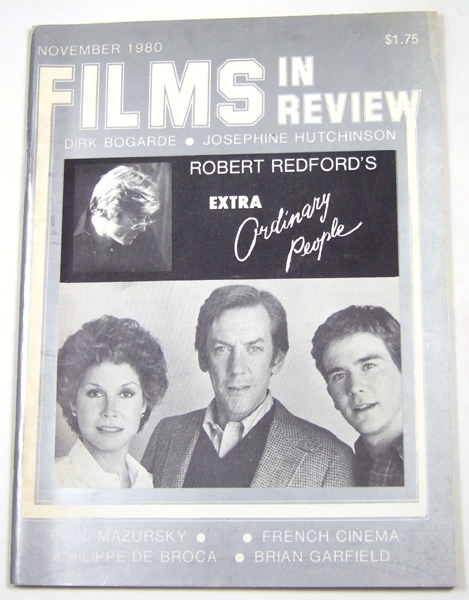 NOVEMBER 1980
$1.75
FILMS IN REVIEW
DIRK BOGARDE ● JOSEPHINE HUTCHINSON
ROBERT REDFORD'S
EXTRA
Ordinary
People
PAUL MAZURSKY ● ● FRENCH CINEMA
PHILIPPE DE BROCA ● BRIAN GARFIELD